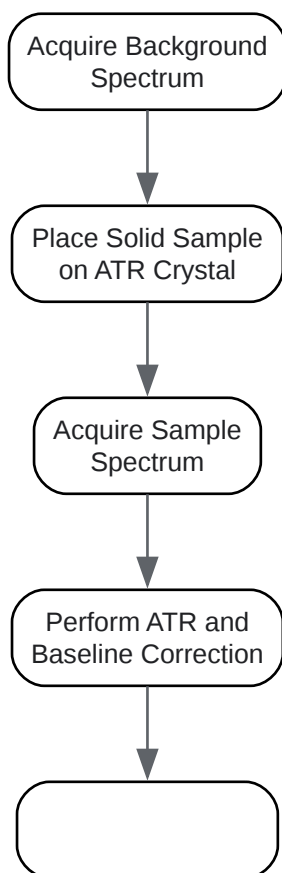 Acquire Background
Spectrum
Place Solid Sample
on ATR Crystal
Acquire Sample
Spectrum
Perform ATR and
Baseline Correction